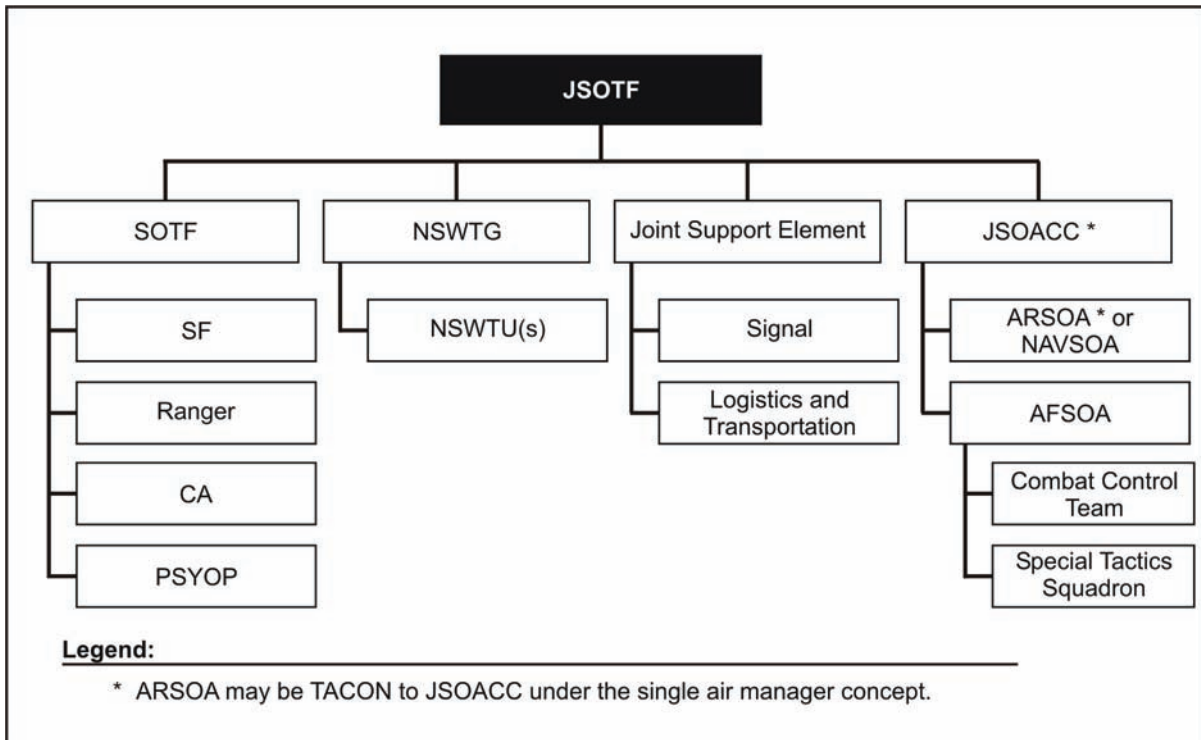 JSOTF
SOTF
NSWTG
Joint Support Element
JSOACC *
SF
Ranger
CA
PSYOP
NSWTU(s)
Signal
Logistics and
Transportation
ARSOA * or
NAVSOA
AFSOA
Combat Control
Team
Special Tactics
Squadron
Legend:
* ARSOA may be TACON to JSOACC under the single air manager concept.